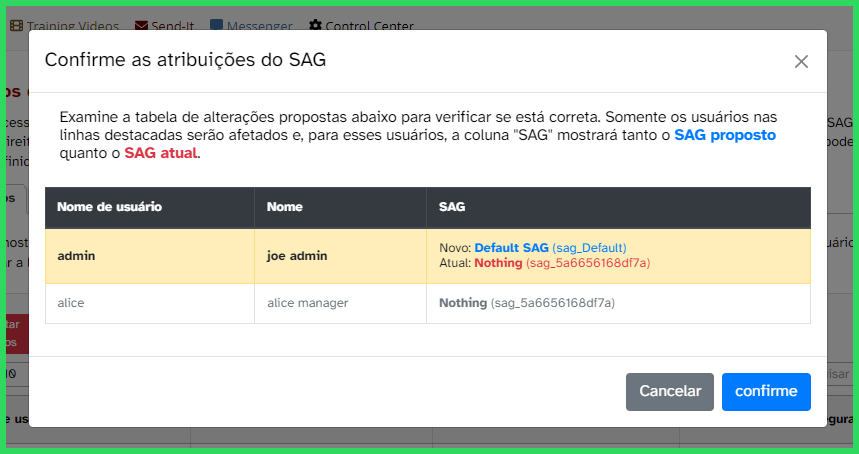 Training Videos Send-It Messenger Control Center
Confirme as atribuições do SAG
Examine a tabela de alterações propostas abaixo para verificar se está correta. Somente os usuários nas
linhas destacadas serão afetados e, para esses usuários, a coluna "SAG" mostrará tanto o SAG proposto
quanto o SAG atual.
Nome de usuário Nome SAG
admin joe admin Novo: Default SAG (sag_Default)
Atual: Nothing (sag_5a6656168df7a)
alice alice manager Nothing (sag_5a6656168df7a)
Cancelar confirme